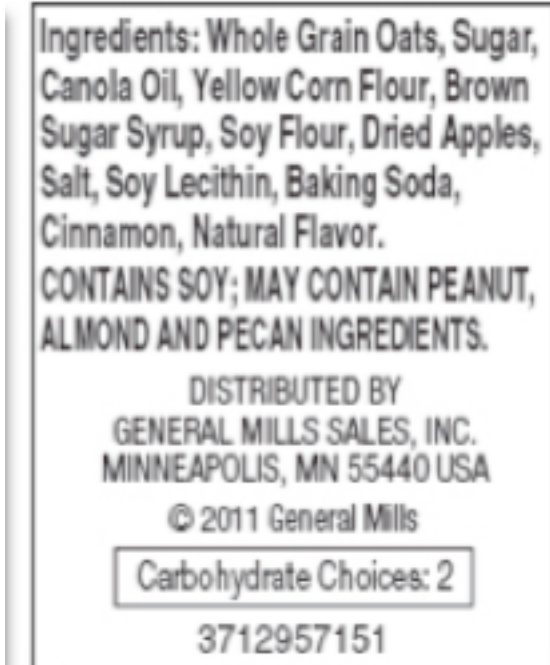 Ingredients: Whole Grain Oats, Sugar,
Canola Oil, Yellow Corn Flour, Brown
Sugar Syrup, Soy Flour, Dried Apples,
Salt, Soy Lecithin, Baking Soda,
Cinnamon, Natural Flavor.
CONTAINS SOY; MAY CONTAIN PEANUT,
ALMOND AND PECAN INGREDIENTS.
DISTRIBUTED BY
GENERAL MILLS SALES, INC.
MINNEAPOLIS, MN 55440 USA
© 2011 General Mills
Carbohydrate Choices: 2
3712957151